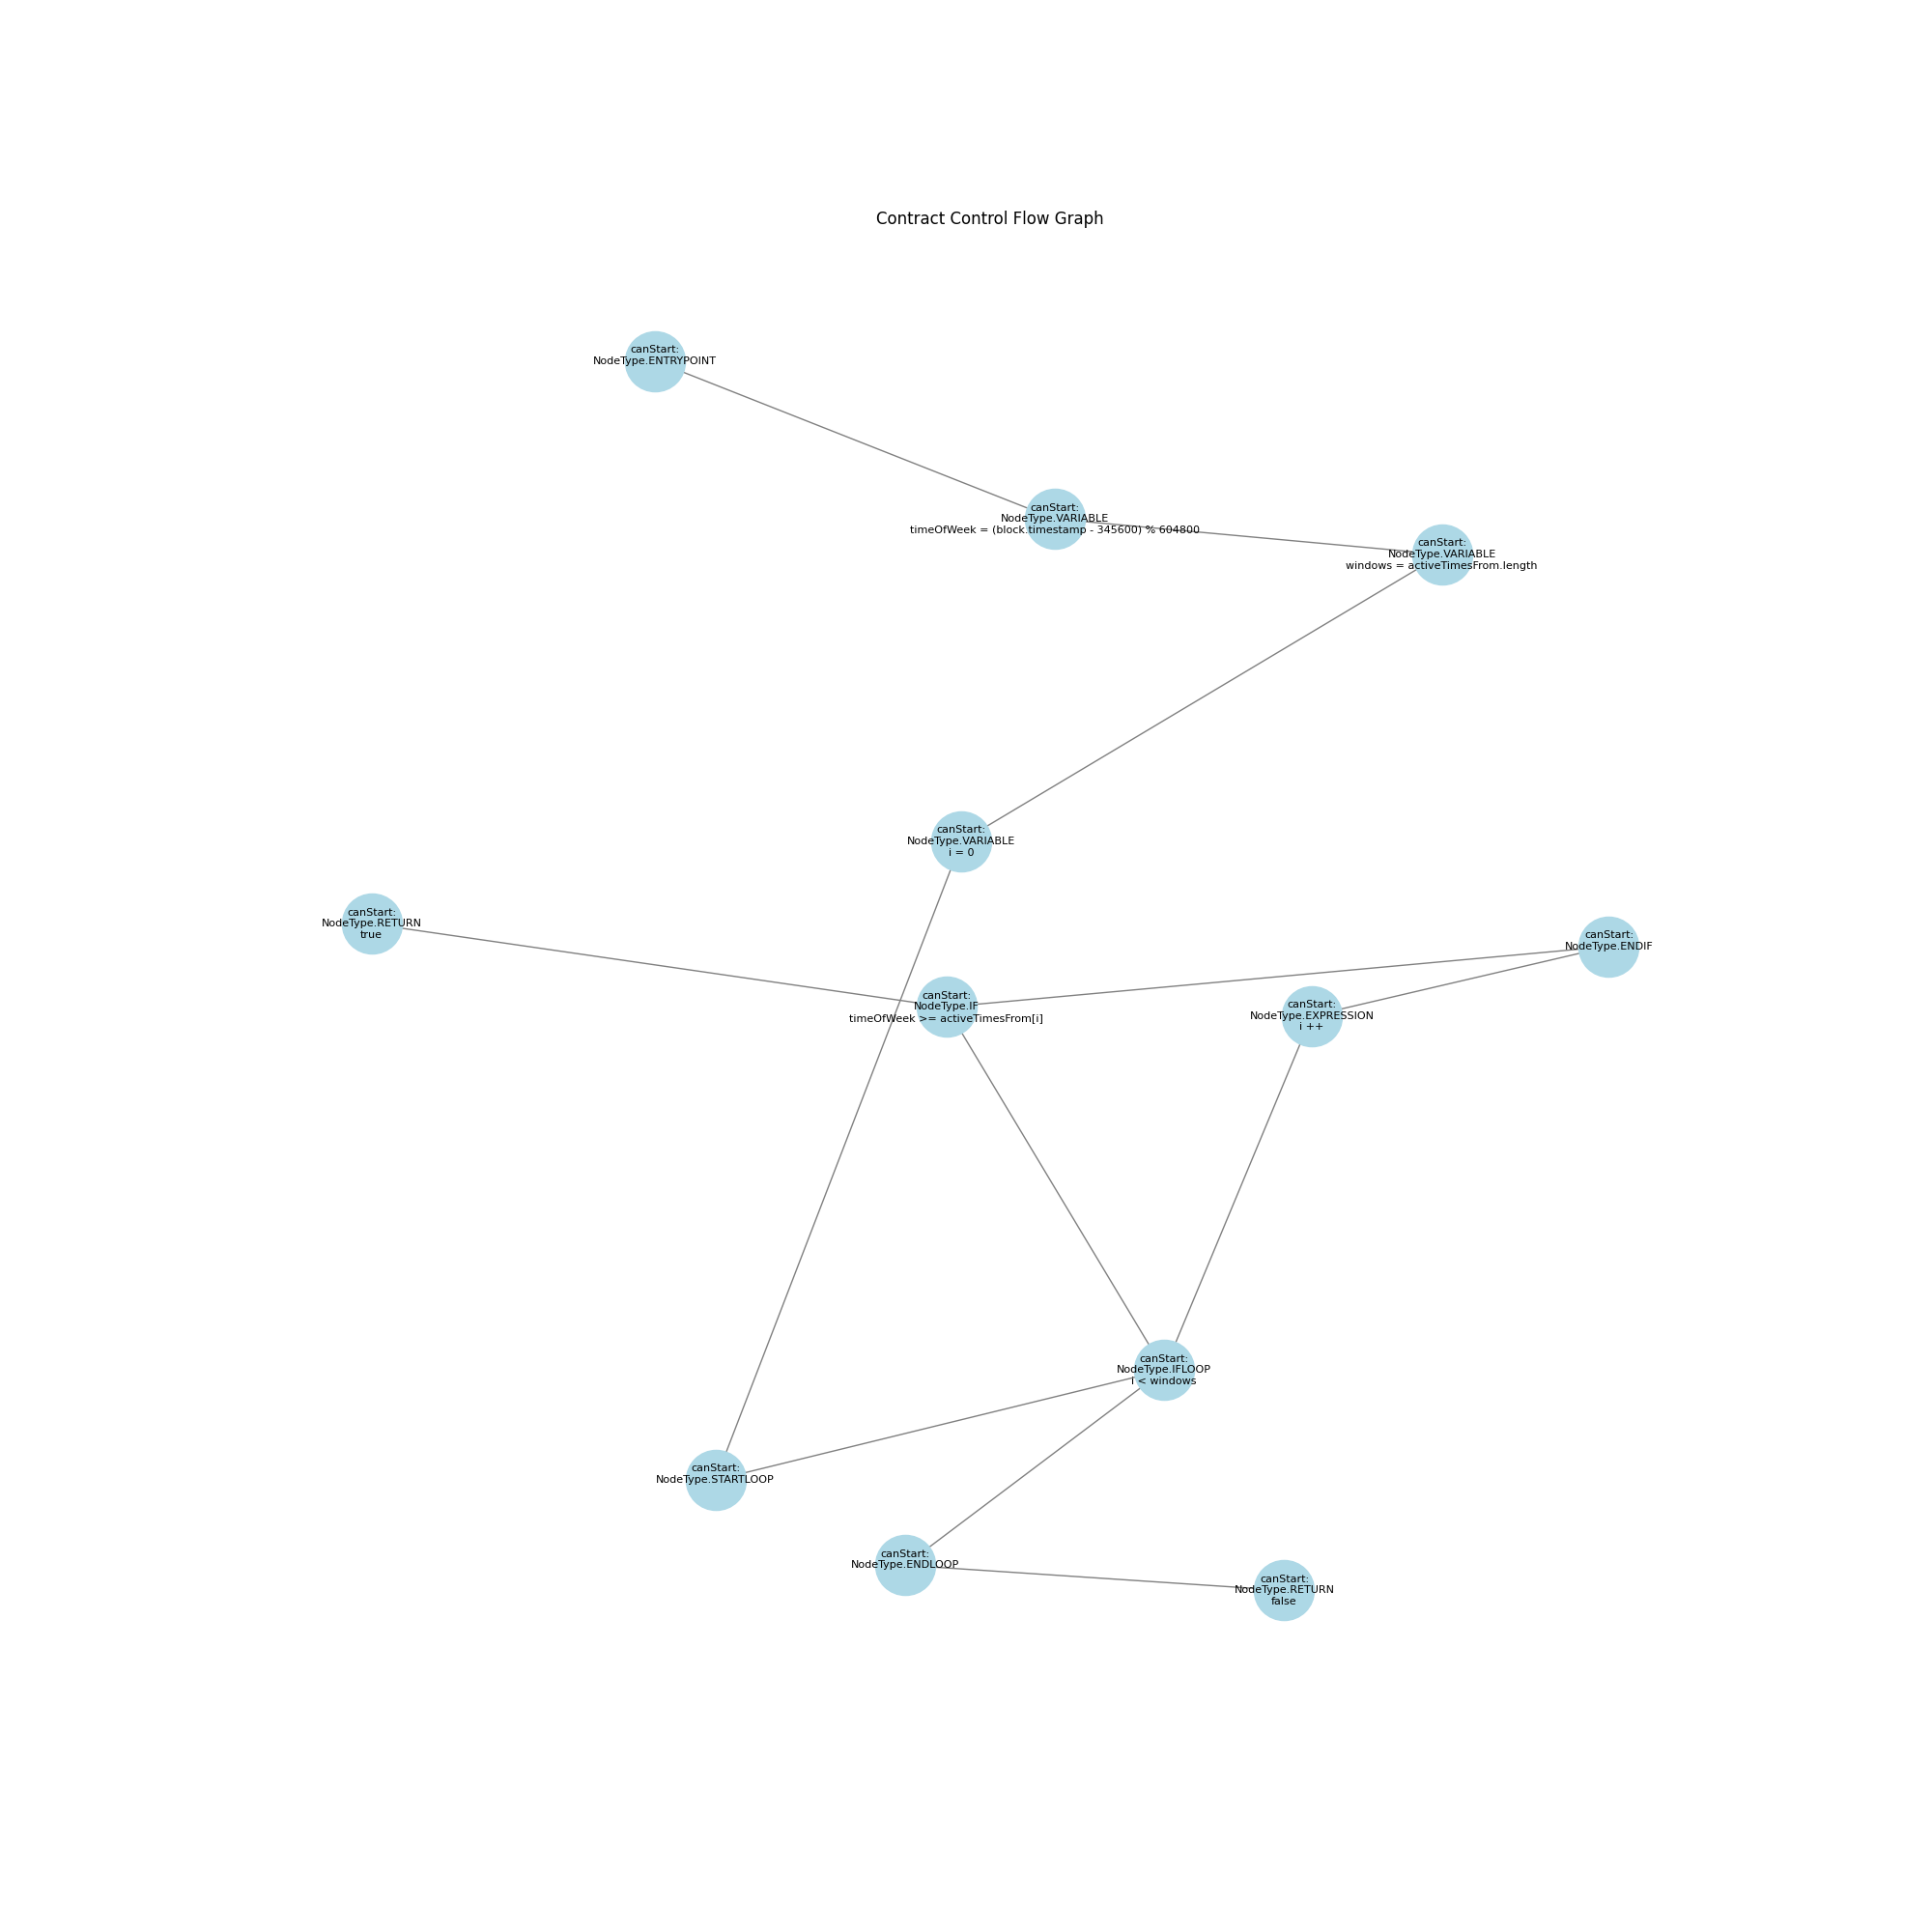 Contract Control Flow Graph
canStart:
NodeType.ENTRYPOINT
canStart:
NodeType.VARIABLE
timeOfWeek = (block.timestamp - 345600) % 604800
canStart:
NodeType.VARIABLE
windows = activeTimesFrom.length
canStart:
NodeType.VARIABLE
i = 0
canStart:
NodeType.RETURN
true
canStart:
NodeType.ENDIF
canStart:
NodeType.IF
timeOfWeek >= activeTimesFrom[i]
canStart:
NodeType.EXPRESSION
i ++
canStart:
NodeType.IFLOOP
i < windows
canStart:
NodeType.STARTLOOP
canStart:
NodeType.ENDLOOP
canStart:
NodeType.RETURN
false